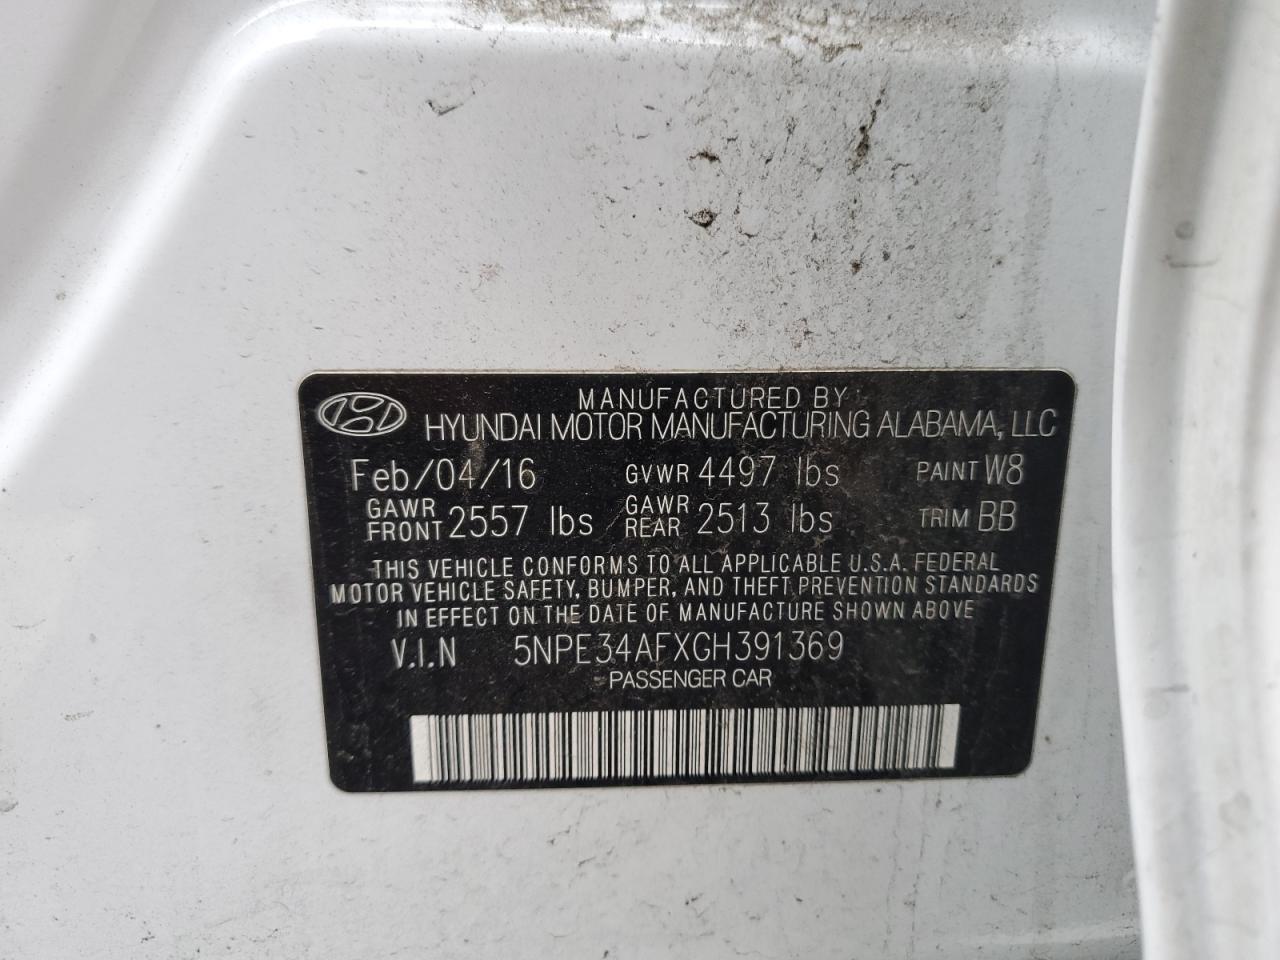 MANUFACTURED BY
HYUNDAI MOTOR MANUFACTURING ALABAMA, LLC
Feb/04/16 GVWR 4497 lbs PAINT W8
GAWR FRONT 2557 lbs GAWR REAR 2513 lbs TRIM BB
THIS VEHICLE CONFORMS TO ALL APPLICABLE U.S.A. FEDERAL
MOTOR VEHICLE SAFETY, BUMPER, AND THEFT PREVENTION STANDARDS
IN EFFECT ON THE DATE OF MANUFACTURE SHOWN ABOVE
V.I.N 5NPE34AFXGH391369
PASSENGER CAR